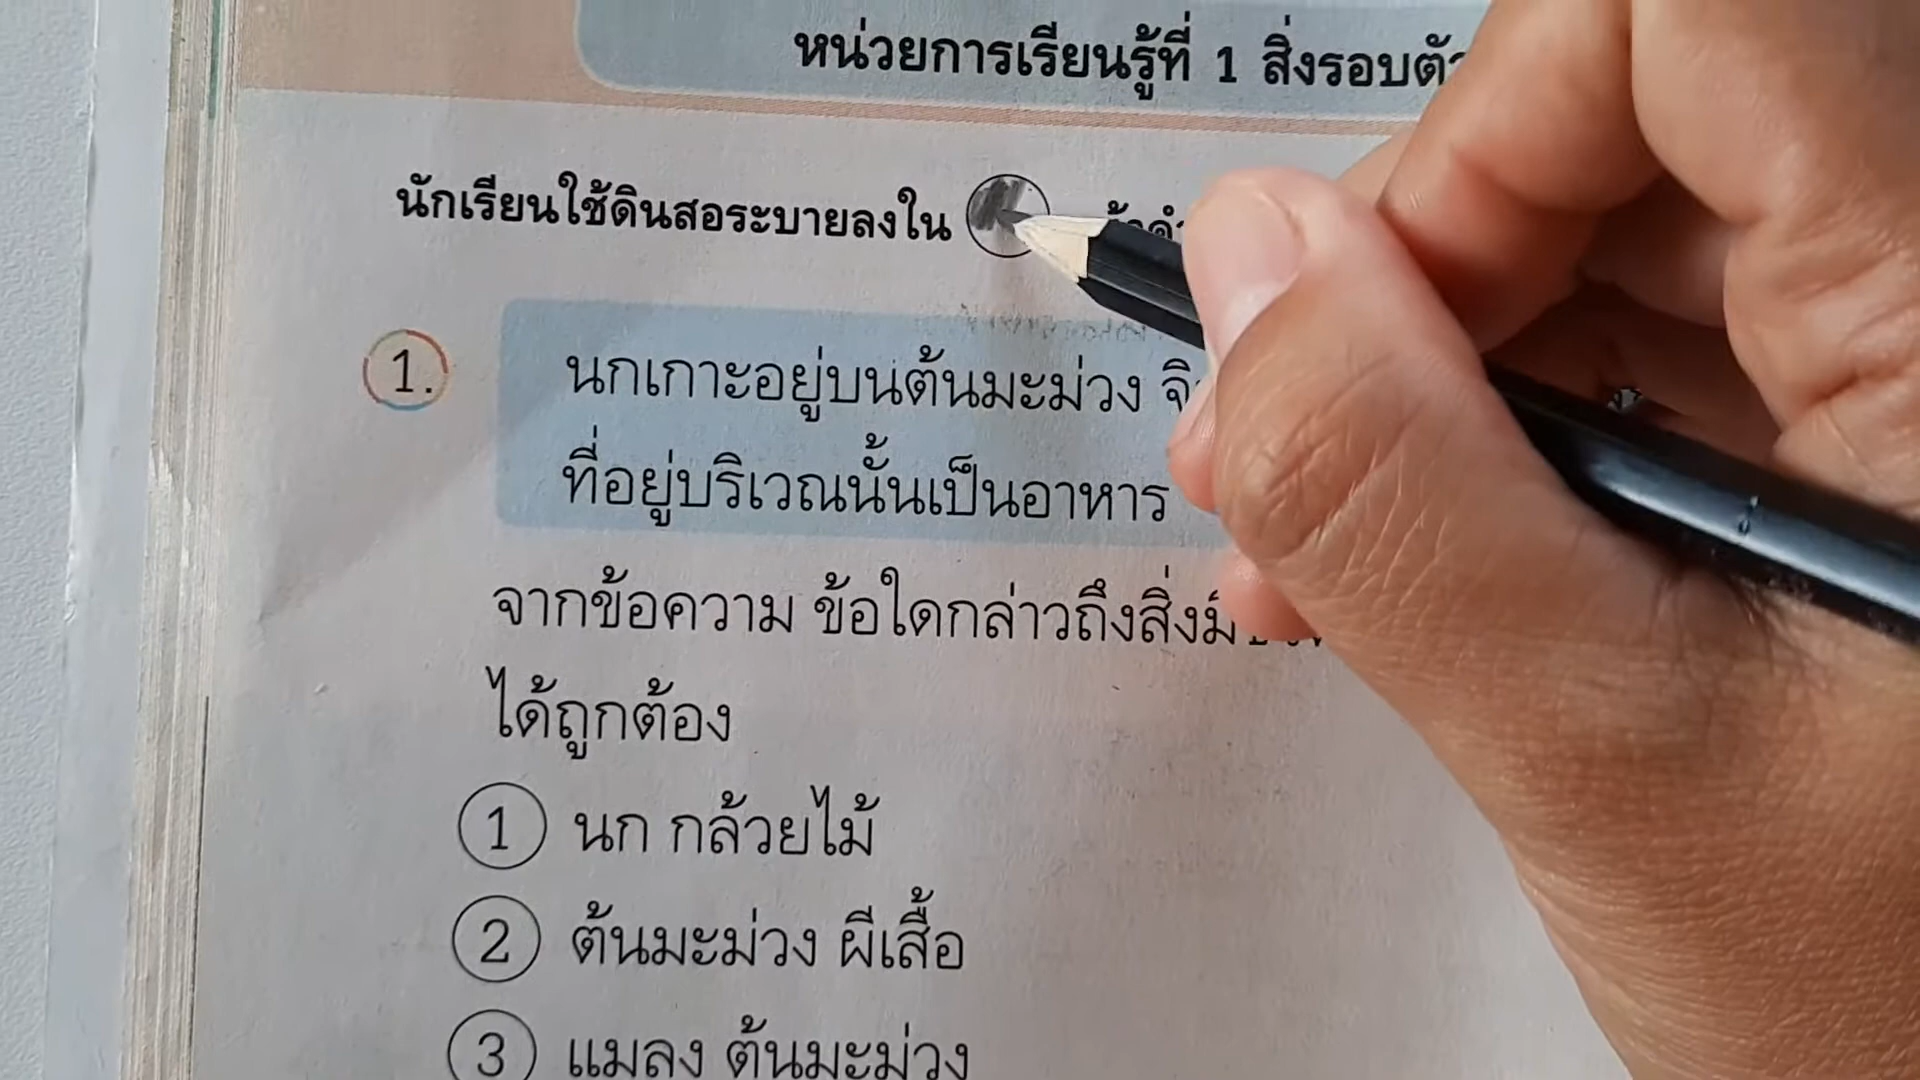 หน่วยการเรียนรู้ที่ 1 สิ่งรอบตัว
นักเรียนใช้ดินสอระบายลงใน
1. นกเกาะอยู่บนต้นมะม่วง
ที่อยู่บริเวณนั้นเป็นอาหาร
จากข้อความ ข้อใดกล่าวถึงสิ่งมี
ได้ถูกต้อง
1 นก กล้วยไม้
2 ต้นมะม่วง ผีเสื้อ
3 แมลง ต้นมะม่วง